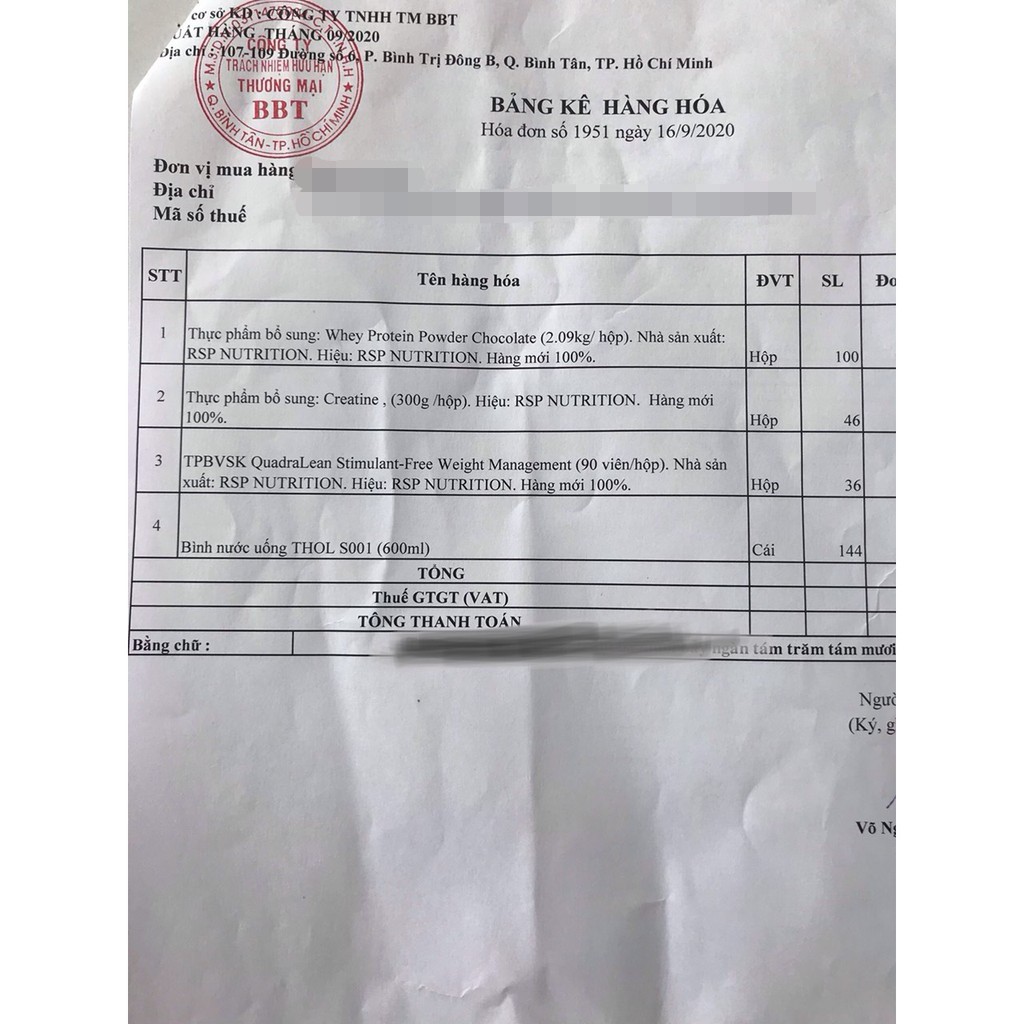 cơ sở KD : CÔNG TY TNHH TM BBT
HÀNG THÁNG 09/2020
Địa chỉ : 107-109 Đường số 6, P. Bình Trị Đông B, Q. Bình Tân, TP. Hồ Chí Minh
CÔNG TY
TRÁCH NHIỆM HỮU HẠN
THƯƠNG MẠI
BBT
Q. BÌNH TÂN - TP. HỒ CHÍ MINH
BẢNG KÊ HÀNG HÓA
Hóa đơn số 1951 ngày 16/9/2020
Đơn vị mua hàng
Địa chỉ
Mã số thuế
STT Tên hàng hóa ĐVT SL Đơ
1 Thực phẩm bổ sung: Whey Protein Powder Chocolate (2.09kg/ hộp). Nhà sản xuất:
RSP NUTRITION. Hiệu: RSP NUTRITION. Hàng mới 100%. Hộp 100
2 Thực phẩm bổ sung: Creatine , (300g /hộp). Hiệu: RSP NUTRITION. Hàng mới
100%. Hộp 46
3 TPBVSK QuadraLean Stimulant-Free Weight Management (90 viên/hộp). Nhà sản
xuất: RSP NUTRITION. Hiệu: RSP NUTRITION. Hàng mới 100%. Hộp 36
4
Bình nước uống THOL S001 (600ml) Cái 144
TỔNG
Thuế GTGT (VAT)
TỔNG THANH TOÁN
Bằng chữ : ngàn tám trăm tám mươi
Người
(Ký, g
Võ Ng